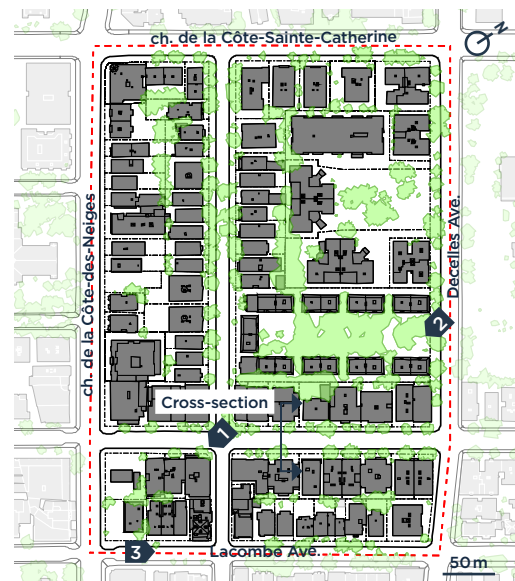 ch. de la Côte-Sainte-Catherine
N
ch. de la Côte-des-Neiges
Decelles Ave.
2
Cross-section
1
3
Lacombe Ave.
50 m